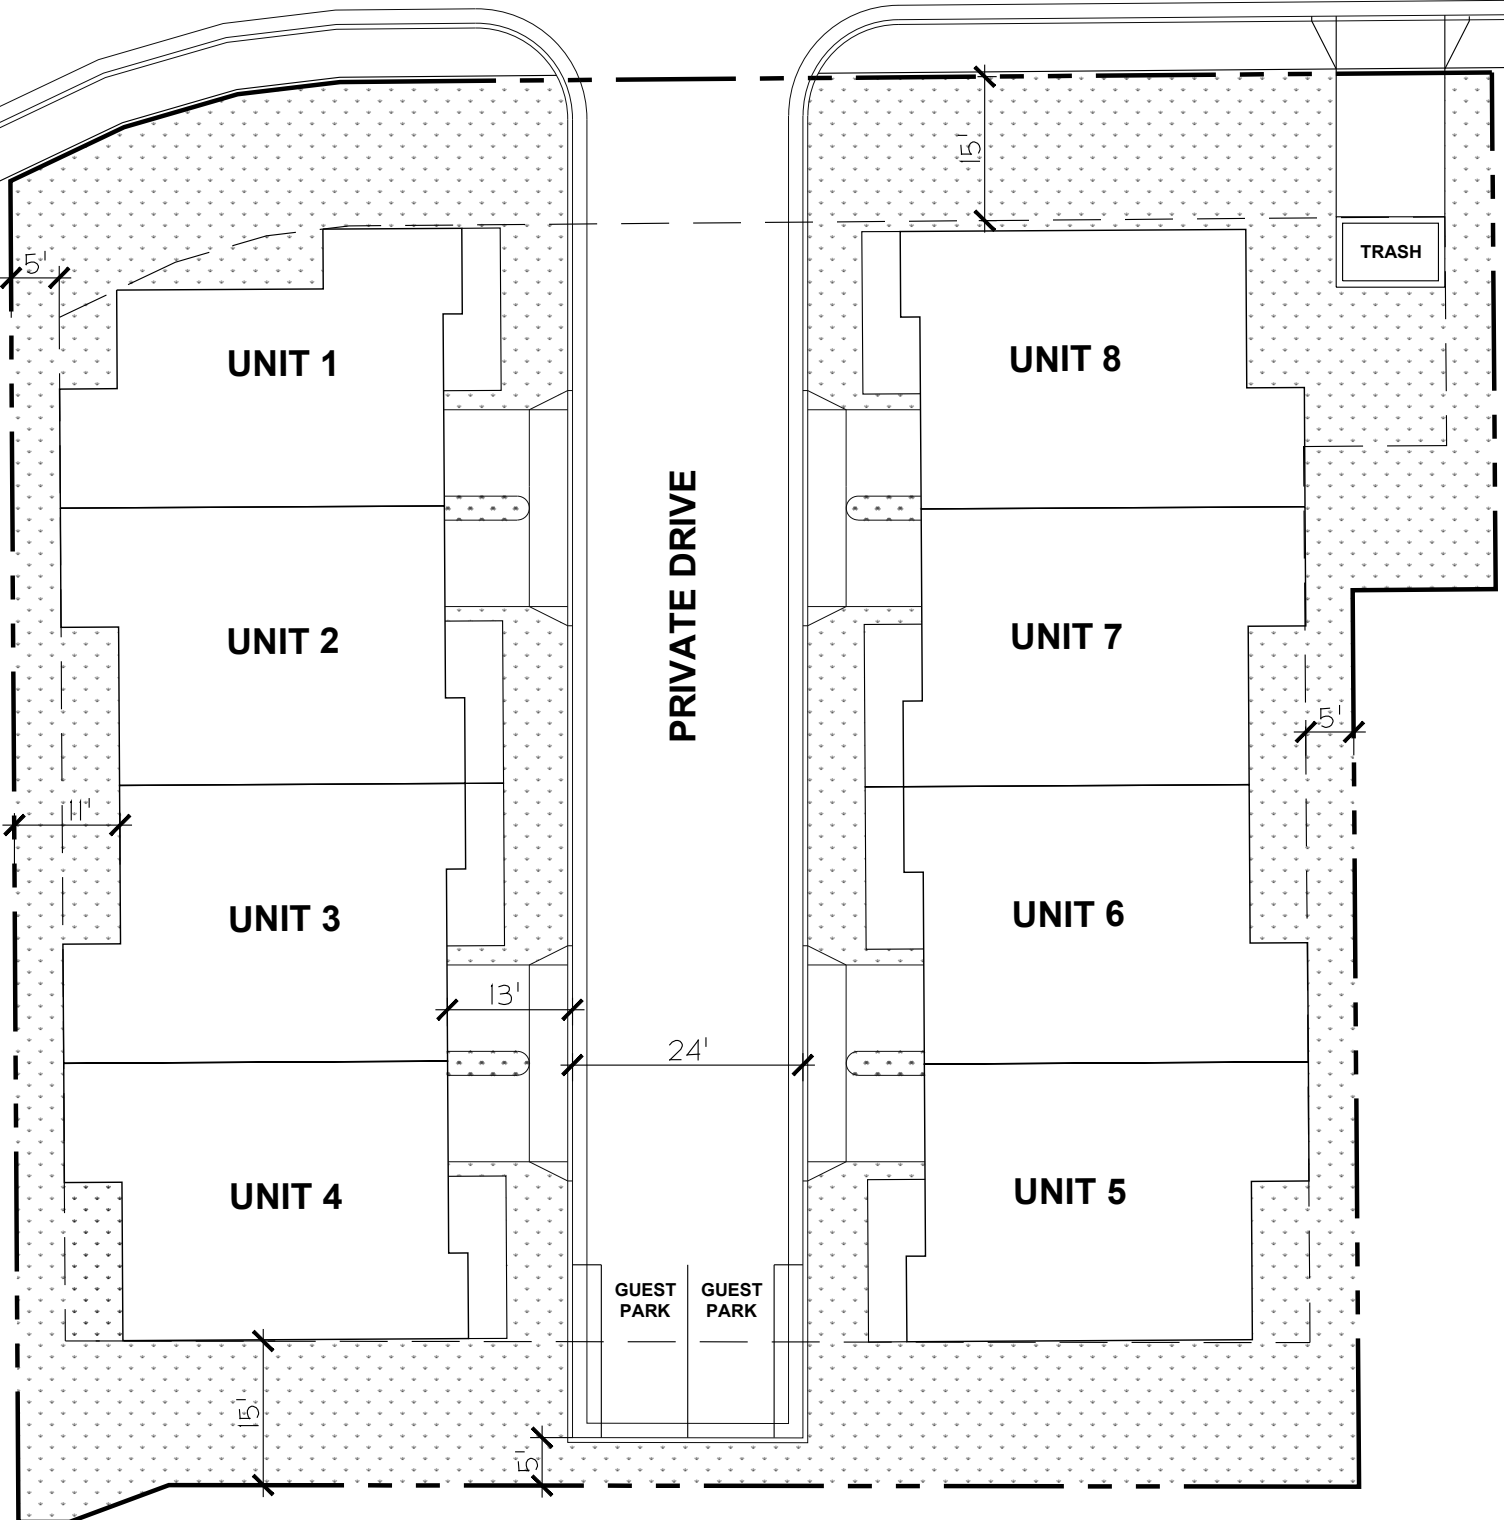 15'
5'
TRASH
UNIT 1
UNIT 8
PRIVATE DRIVE
UNIT 2
UNIT 7
5'
11'
UNIT 3
UNIT 6
13'
24'
UNIT 4
UNIT 5
GUEST
PARK
GUEST
PARK
15'
5'